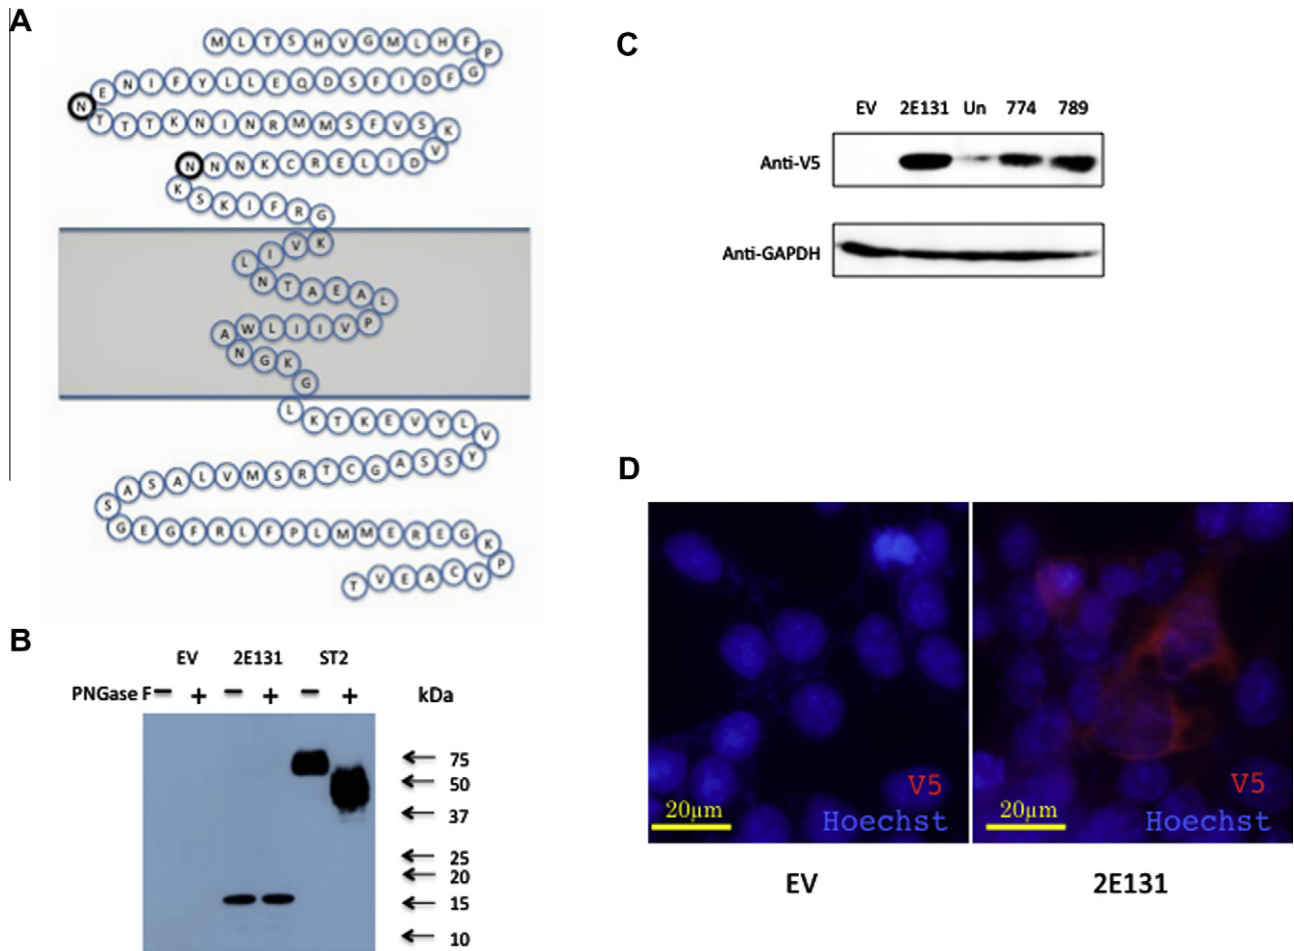 A
M L T S H V G M L H F P
N E N I F Y L L E Q D S F I D F G
T T T K N I N R M M S F V S K
N N N K C R E L I D V
K S K I F R G
L I V K
N T A E A L
A W L I I V P
N G K
G
L K T K E V Y L V
S A S A L V M S R T C G A S S Y
G E G F R L F P L M M E R E G K
T V E A C V P
B
EV 2E131 ST2
PNGase F − + − + − + kDa
75
50
37
25
20
15
10
C
EV 2E131 Un 774 789
Anti-V5
Anti-GAPDH
D
V5
20µm
Hoechst
V5
20µm
Hoechst
EV 2E131